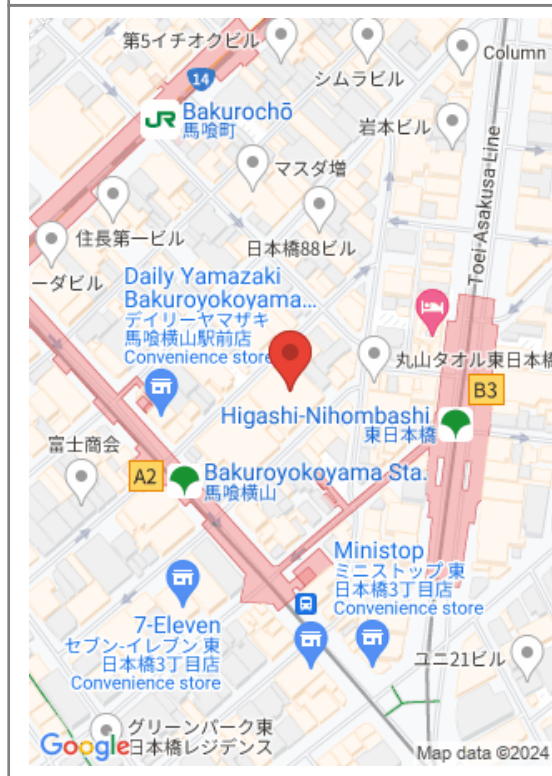 第5イチオクビル
シムラビル
Column
14
JR
Bakurochō
馬喰町
岩本ビル
Toei Asakusa Line
マスダ増
住長第一ビル
日本橋88ビル
ーダビル
Daily Yamazaki
Bakuroyokoyama...
デイリーヤマザキ
馬喰横山駅前店
Convenience store
丸山タオル東日本橋
B3
Higashi-Nihombashi
東日本橋
富士商会
A2
Bakuroyokoyama Sta.
馬喰横山
Ministop
ミニストップ 東
日本橋3丁目店
Convenience store
7-Eleven
セブン-イレブン 東
日本橋3丁目店
Convenience store
ユニ21ビル
グリーンパーク東
日本橋レジデンス
Google
Map data ©2024